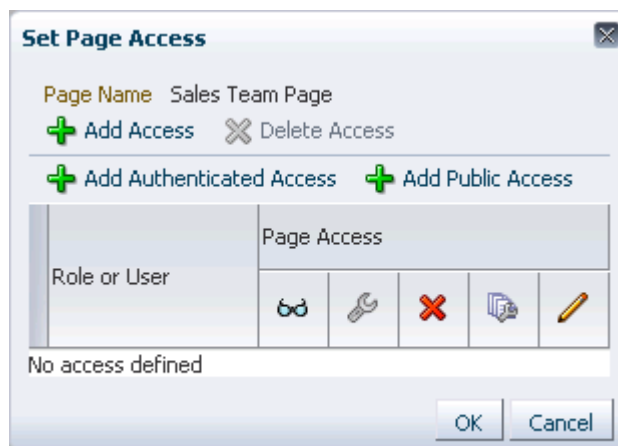 Set Page Access
Page Name Sales Team Page
Add Access Delete Access
Add Authenticated Access Add Public Access
Page Access
Role or User
No access defined
OK Cancel